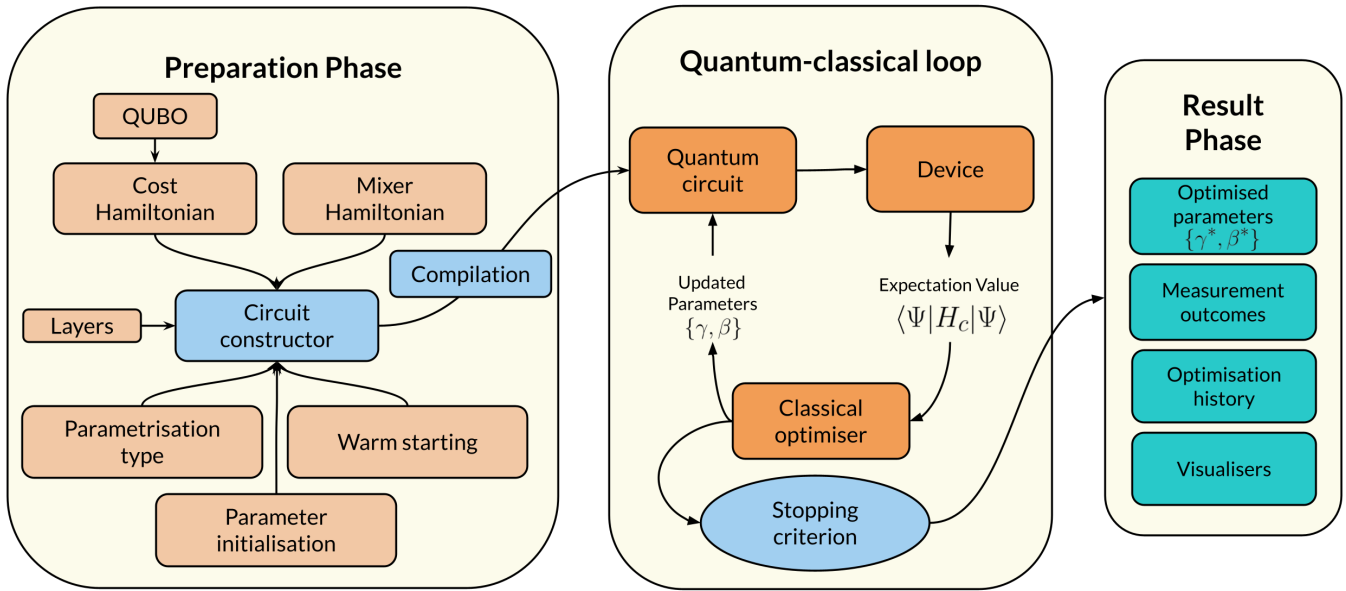 Preparation Phase
QUBO
Cost
Hamiltonian
Mixer
Hamiltonian
Compilation
Layers
Circuit
constructor
Parametrisation
type
Warm starting
Parameter
initialisation
Quantum-classical loop
Quantum
circuit
Device
Updated
Parameters
{γ, β}
Expectation Value
⟨Ψ|H_c|Ψ⟩
Classical
optimiser
Stopping
criterion
Result
Phase
Optimised
parameters
{γ*, β*}
Measurement
outcomes
Optimisation
history
Visualisers